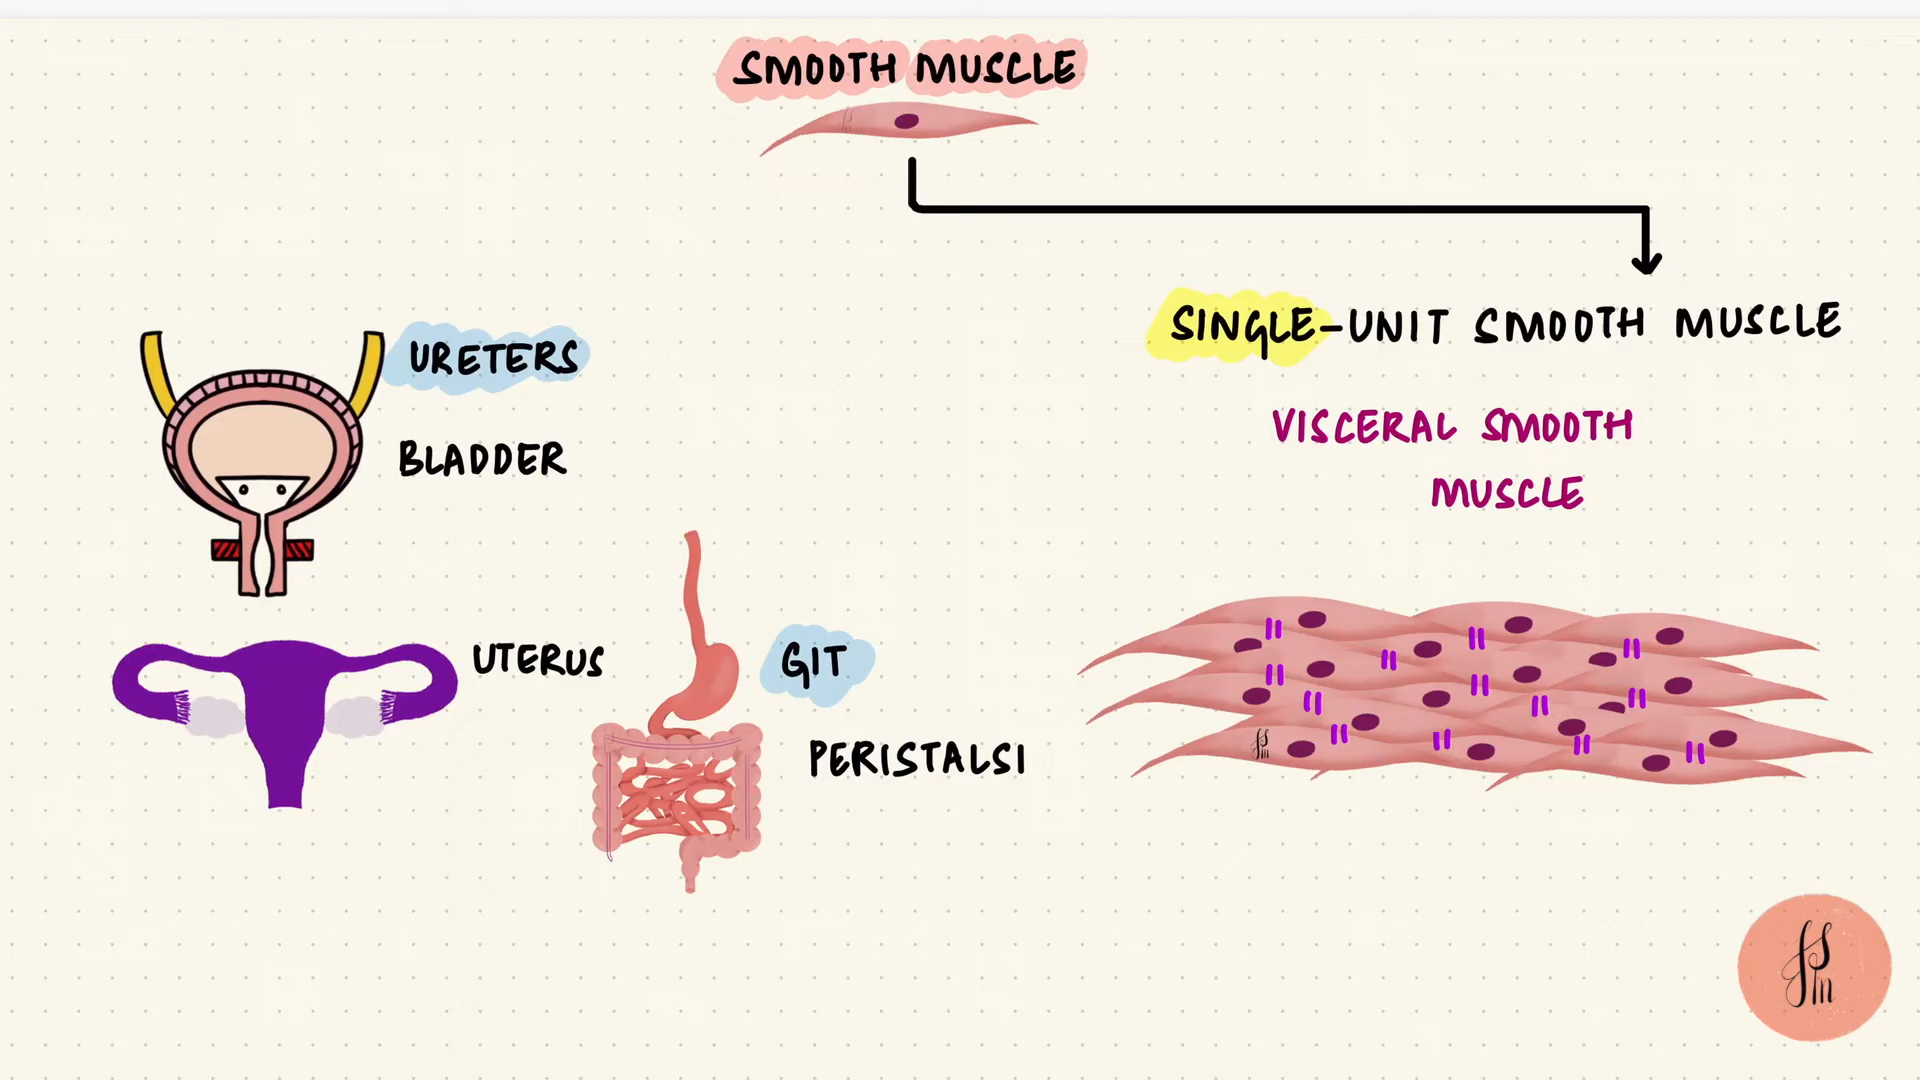 SMOOTH MUSCLE
SINGLE-UNIT SMOOTH MUSCLE
VISCERAL SMOOTH
MUSCLE
URETERS
BLADDER
UTERUS
GIT
PERISTALSI